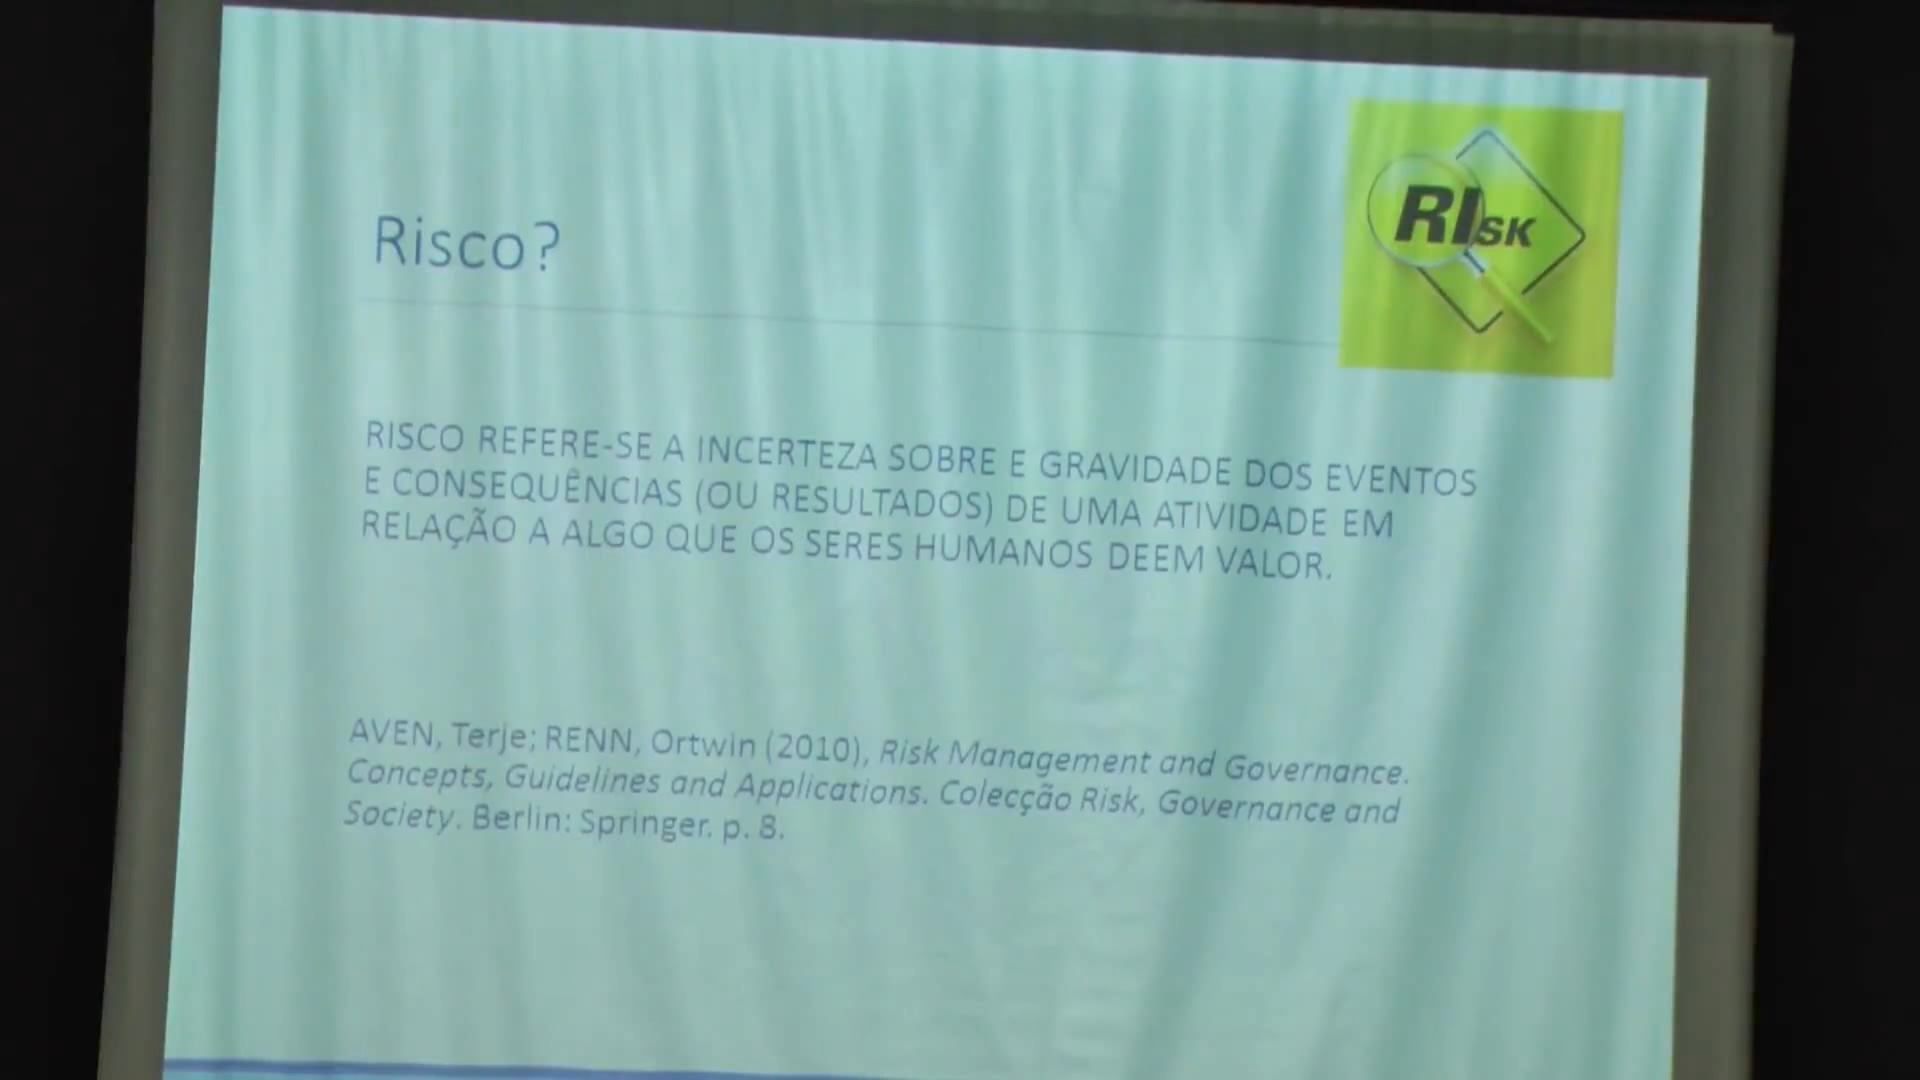 Risco?
RIsk
RISCO REFERE-SE A INCERTEZA SOBRE E GRAVIDADE DOS EVENTOS
E CONSEQUÊNCIAS (OU RESULTADOS) DE UMA ATIVIDADE EM
RELAÇÃO A ALGO QUE OS SERES HUMANOS DEEM VALOR.
AVEN, Terje; RENN, Ortwin (2010), Risk Management and Governance.
Concepts, Guidelines and Applications. Colecção Risk, Governance and
Society. Berlin: Springer. p. 8.